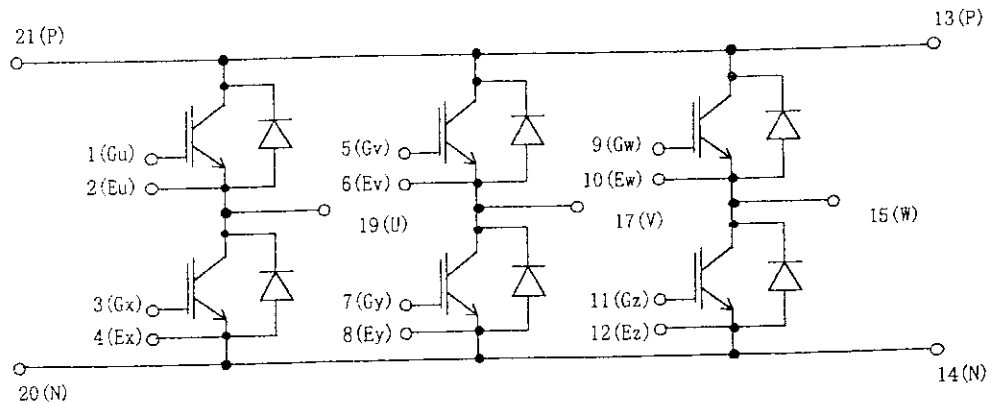 21(P)
13(P)
1(Gu)
5(Gv)
9(Gw)
2(Eu)
6(Ev)
10(Ew)
19(U)
17(V)
15(W)
3(Gx)
7(Gy)
11(Gz)
4(Ex)
8(Ey)
12(Ez)
20(N)
14(N)